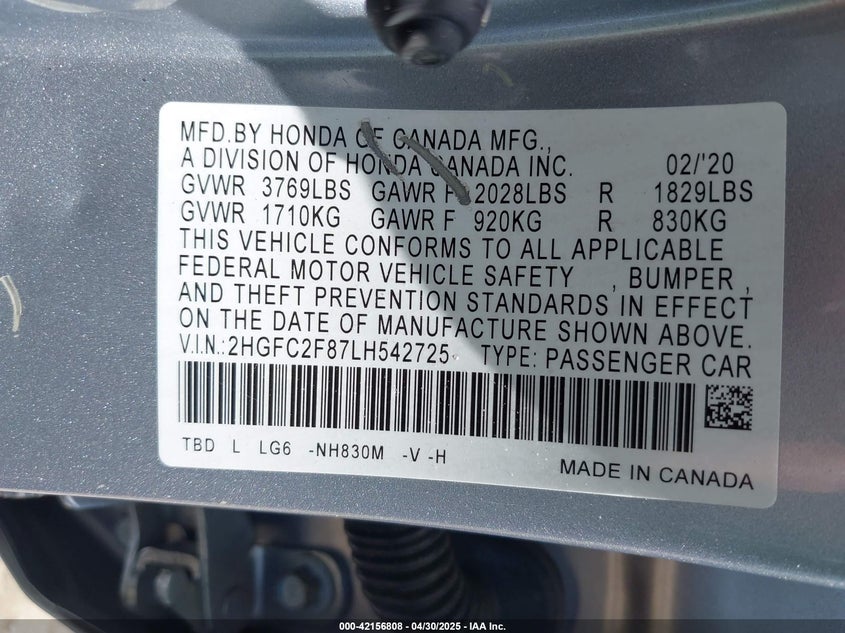 MFD.BY HONDA OF CANADA MFG.,
A DIVISION OF HONDA CANADA INC. 02/'20
GVWR 3769LBS GAWR F 2028LBS R 1829LBS
GVWR 1710KG GAWR F 920KG R 830KG
THIS VEHICLE CONFORMS TO ALL APPLICABLE
FEDERAL MOTOR VEHICLE SAFETY , BUMPER ,
AND THEFT PREVENTION STANDARDS IN EFFECT
ON THE DATE OF MANUFACTURE SHOWN ABOVE.
V.I.N.:2HGFC2F87LH542725 TYPE: PASSENGER CAR
TBD L LG6 -NH830M -V -H
MADE IN CANADA
000-42156808 - 04/30/2025 - IAA Inc.